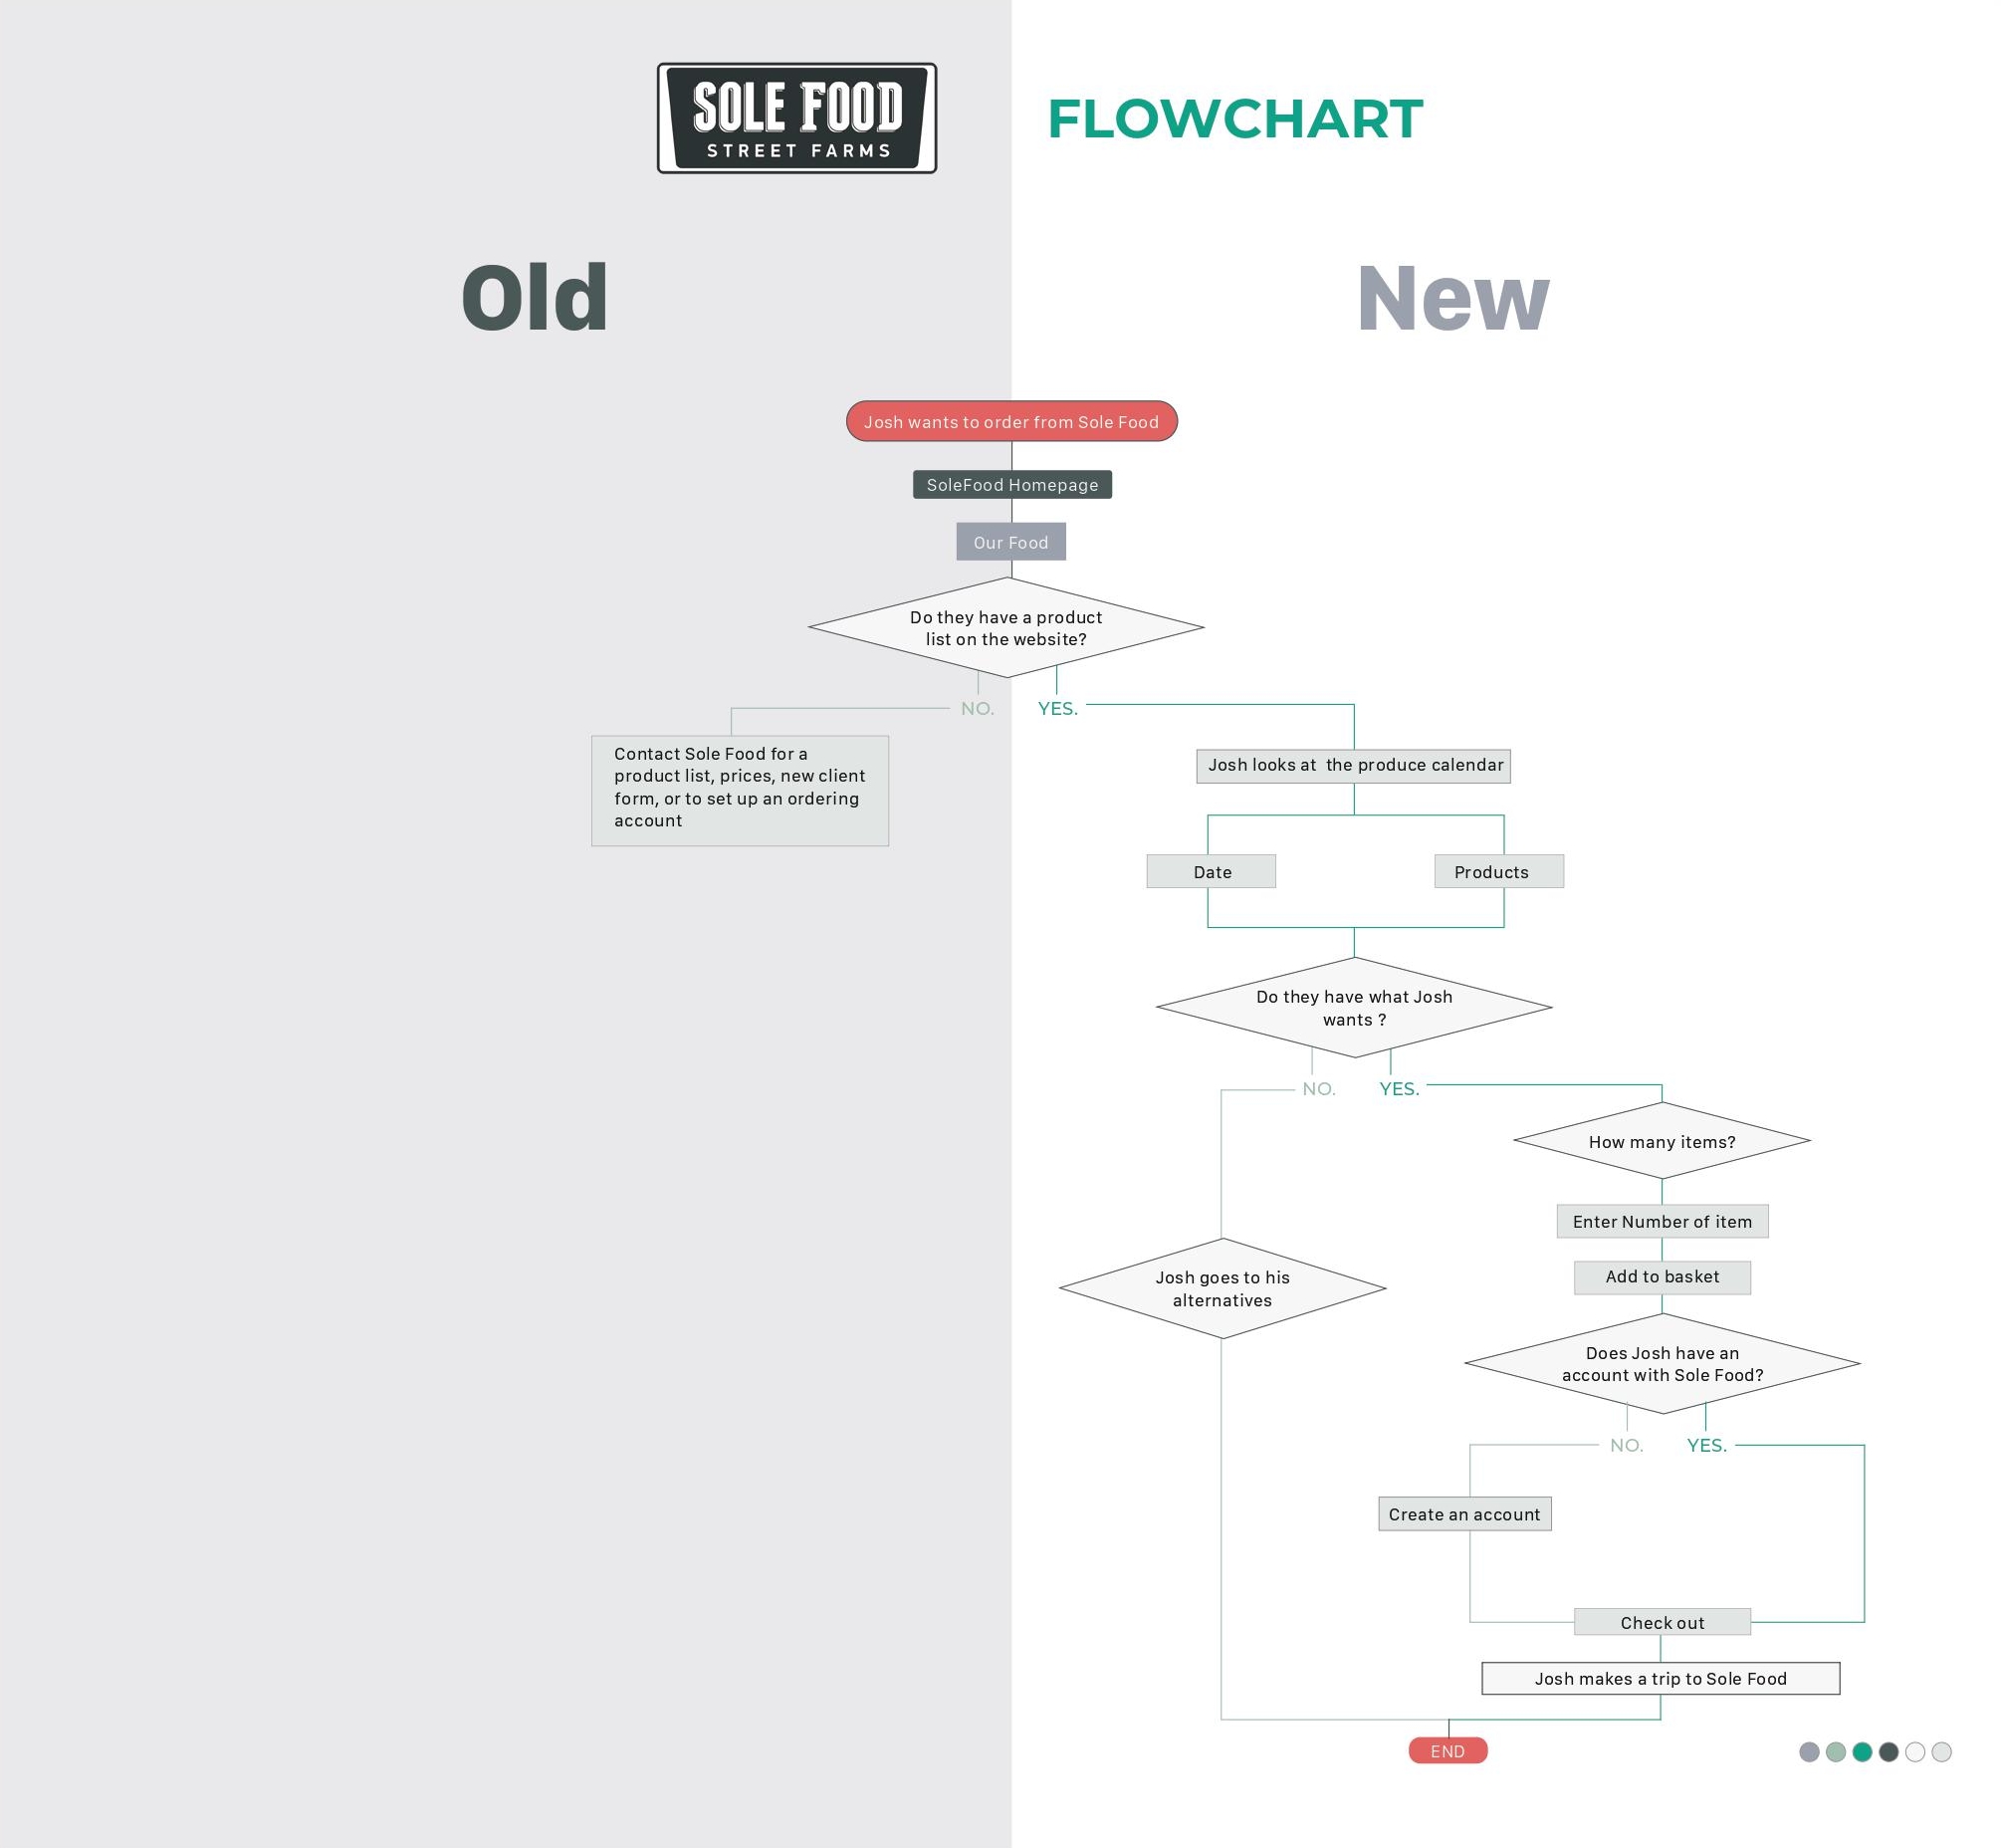 SOLE FOOD
STREET FARMS
FLOWCHART
Old
New
Josh wants to order from Sole Food
SoleFood Homepage
Our Food
Do they have a product
list on the website?
NO.
YES.
Contact Sole Food for a
product list, prices, new client
form, or to set up an ordering
account
Josh looks at  the produce calendar
Date
Products
Do they have what Josh
wants ?
NO.
YES.
How many items?
Enter Number of item
Add to basket
Josh goes to his
alternatives
Does Josh have an
account with Sole Food?
NO.
YES.
Create an account
Check out
Josh makes a trip to Sole Food
END